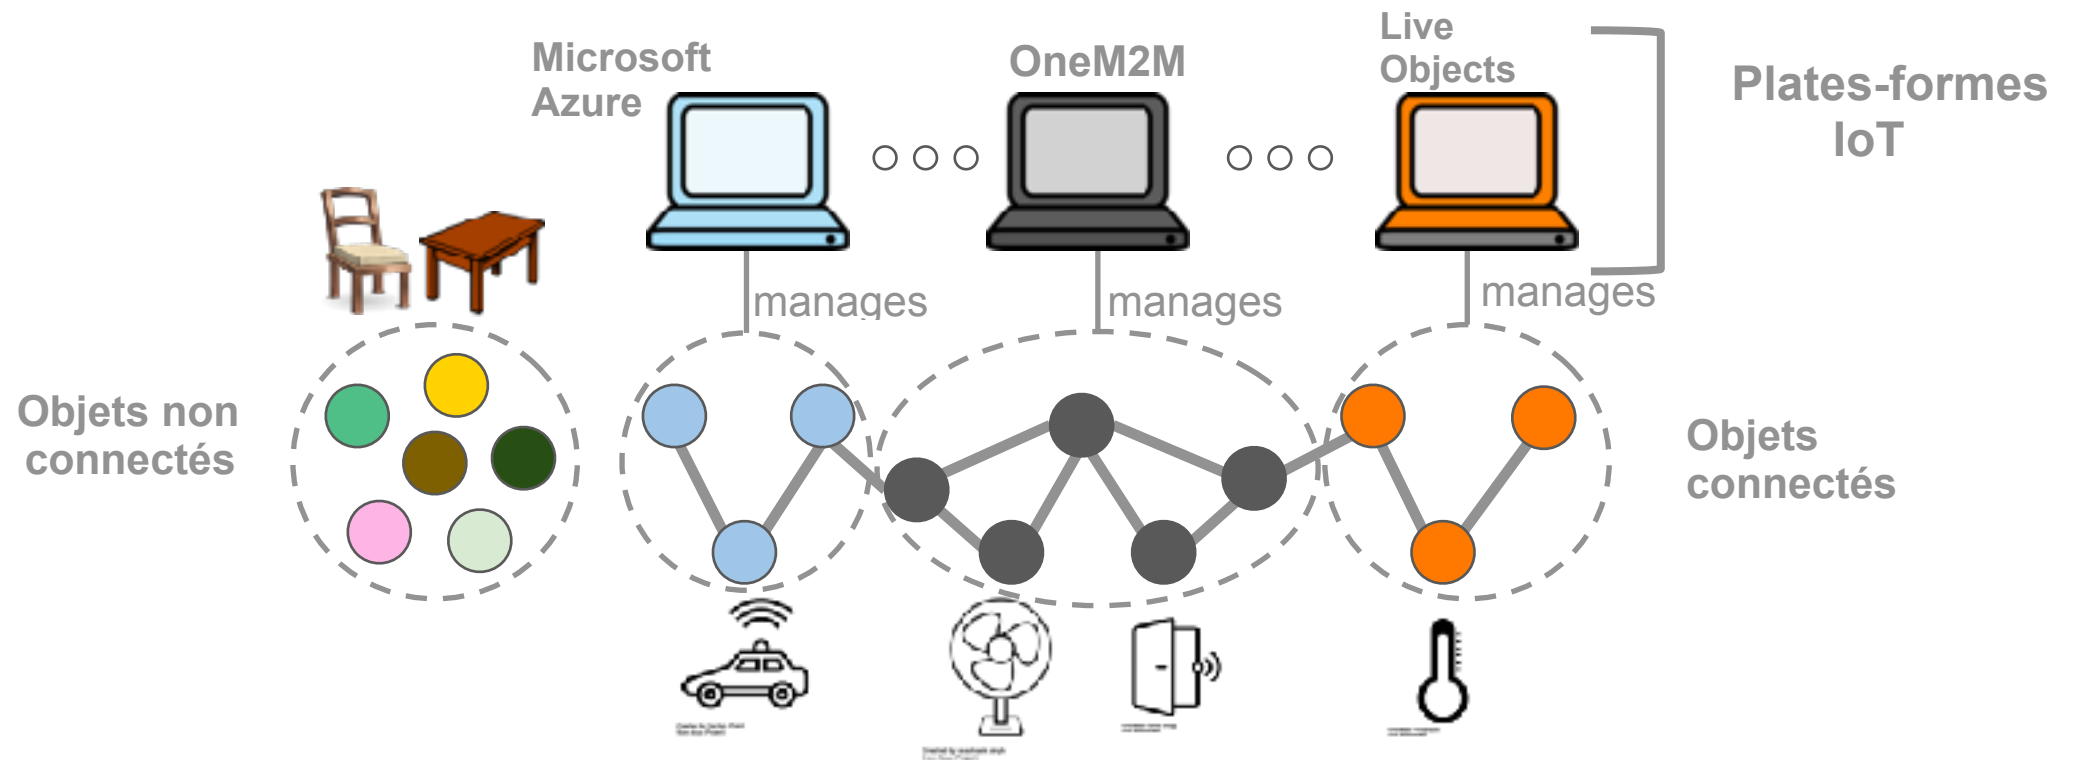 Microsoft
Azure
OneM2M
Live
Objects
Plates-formes
IoT
manages
manages
manages
Objets non
connectés
Objets
connectés